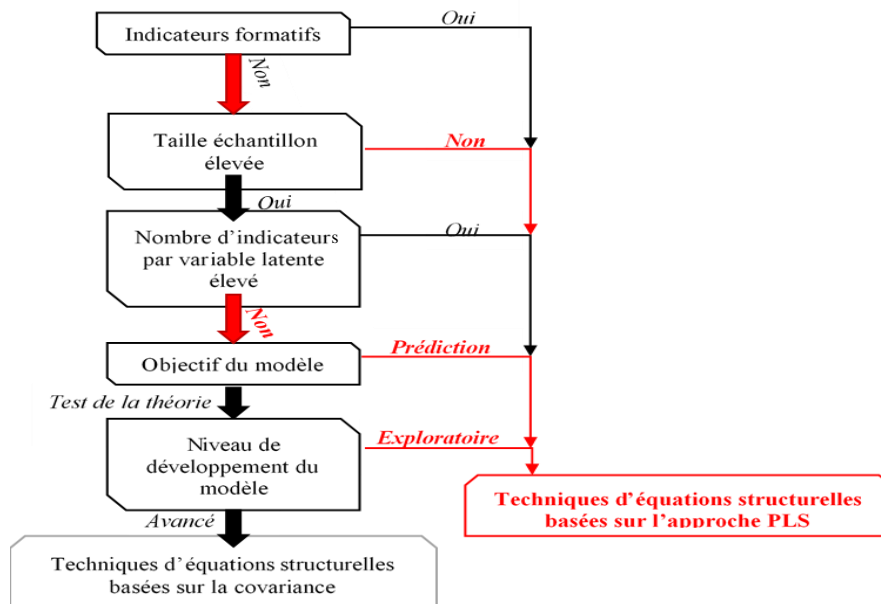 Indicateurs formatifs
Oui
Non
Taille échantillon
élevée
Non
Oui
Nombre d'indicateurs
par variable latente
élevé
Oui
Non
Objectif du modèle
Prédiction
Test de la théorie
Niveau de
développement du
modèle
Exploratoire
Avancé
Techniques d'équations structurelles
basées sur l'approche PLS
Techniques d'équations structurelles
basées sur la covariance